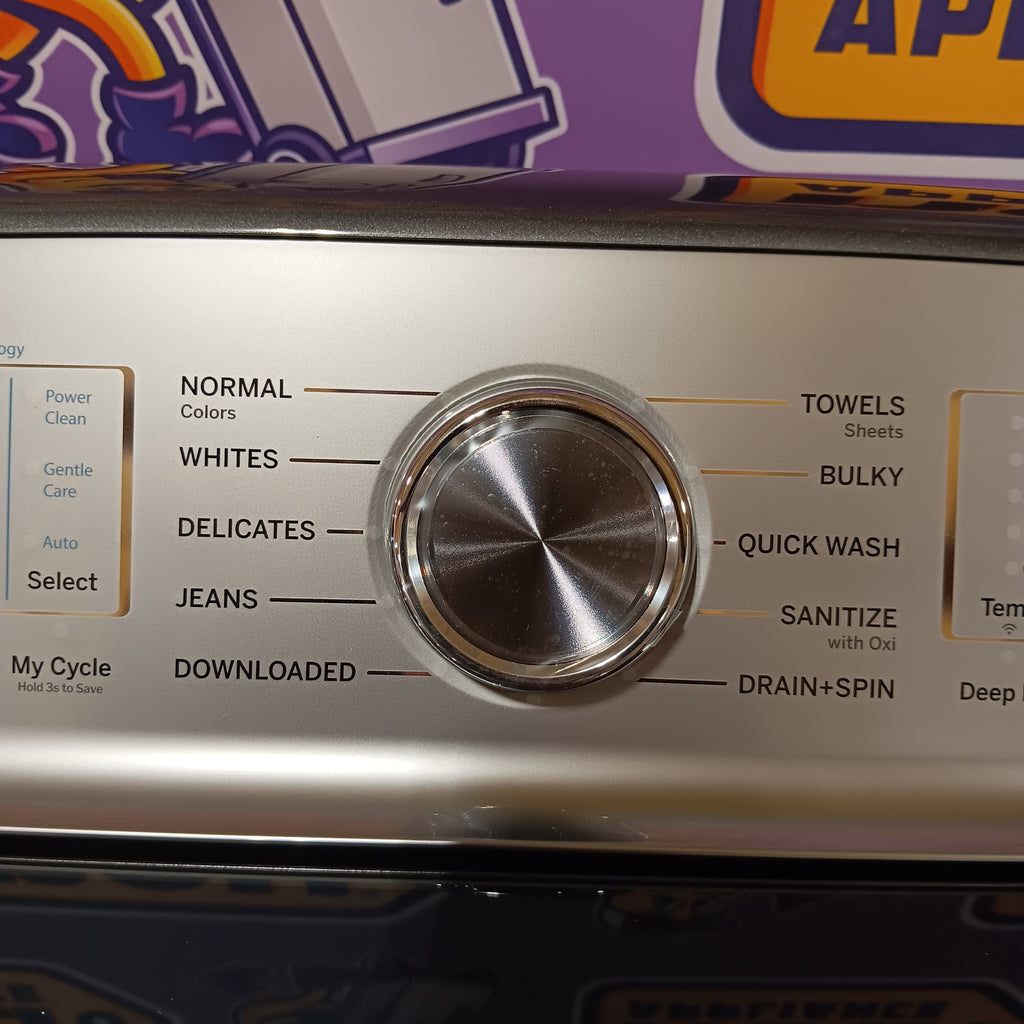 ogy
Power
Clean
Gentle
Care
Auto
Select
My Cycle
Hold 3s to Save
NORMAL
Colors
WHITES
DELICATES
JEANS
DOWNLOADED
TOWELS
Sheets
BULKY
QUICK WASH
SANITIZE
with Oxi
DRAIN+SPIN
Tem
Deep